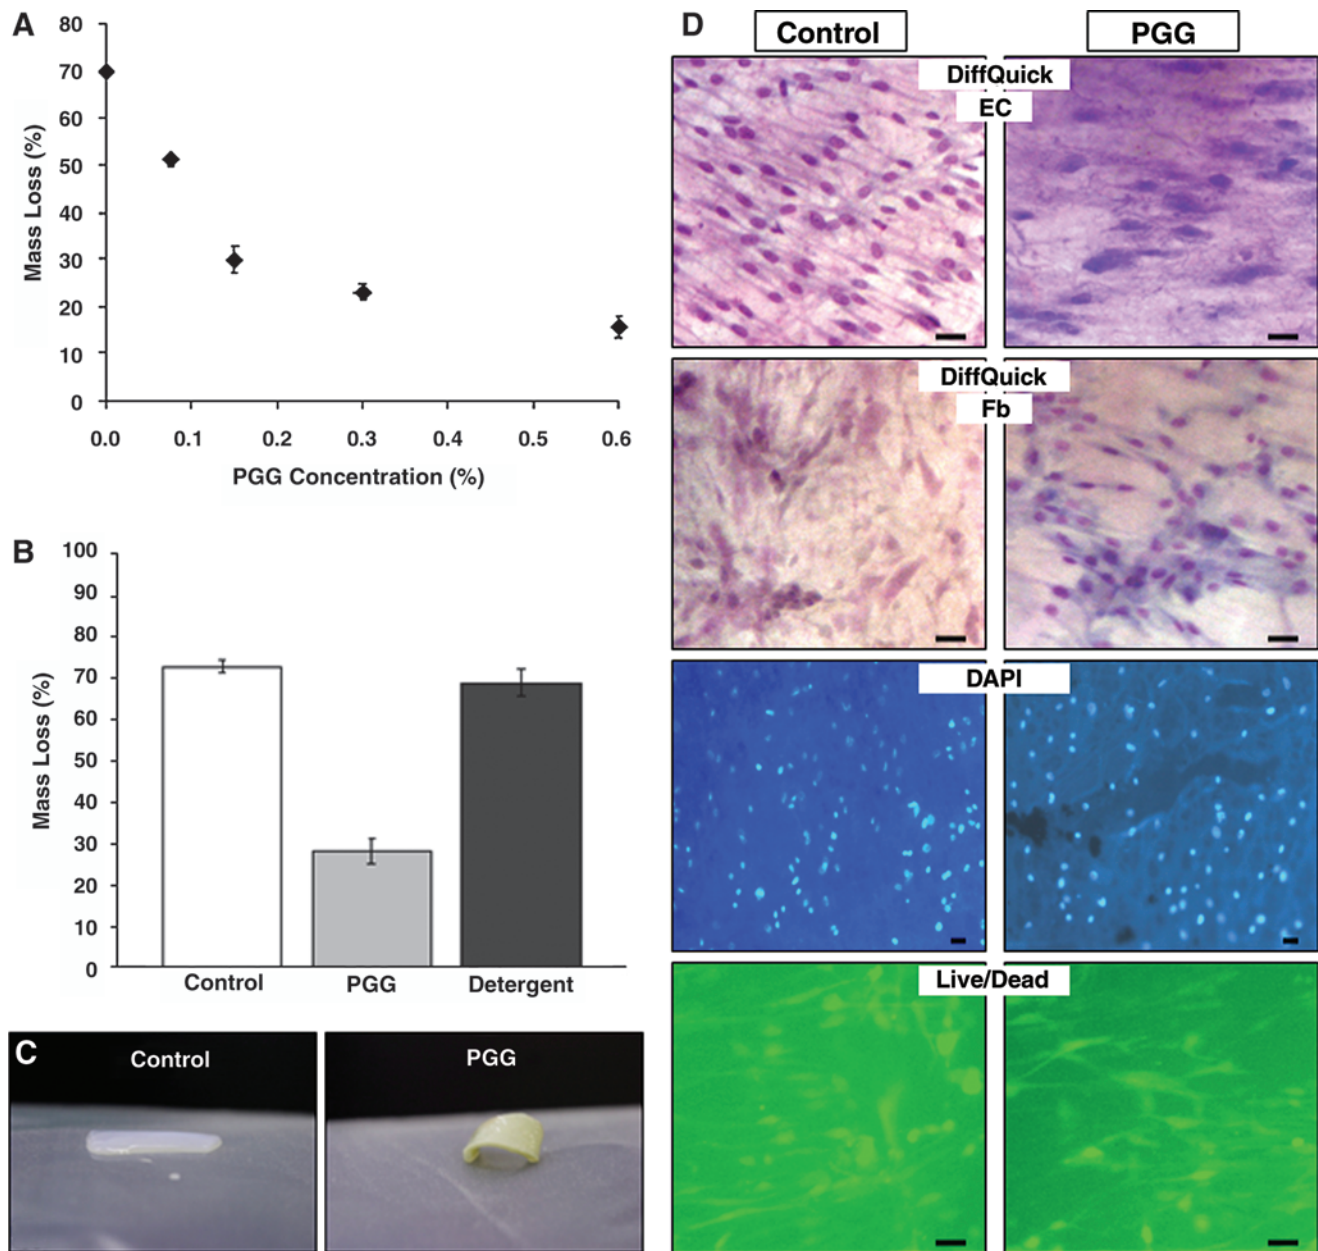 A
80
70
60
50
40
30
20
10
0
Mass Loss (%)
0.0 0.1 0.2 0.3 0.4 0.5 0.6
PGG Concentration (%)
B
100
90
80
70
60
50
40
30
20
10
0
Mass Loss (%)
Control PGG Detergent
C
Control
PGG
D
Control
PGG
DiffQuick
EC
DiffQuick
Fb
DAPI
Live/Dead